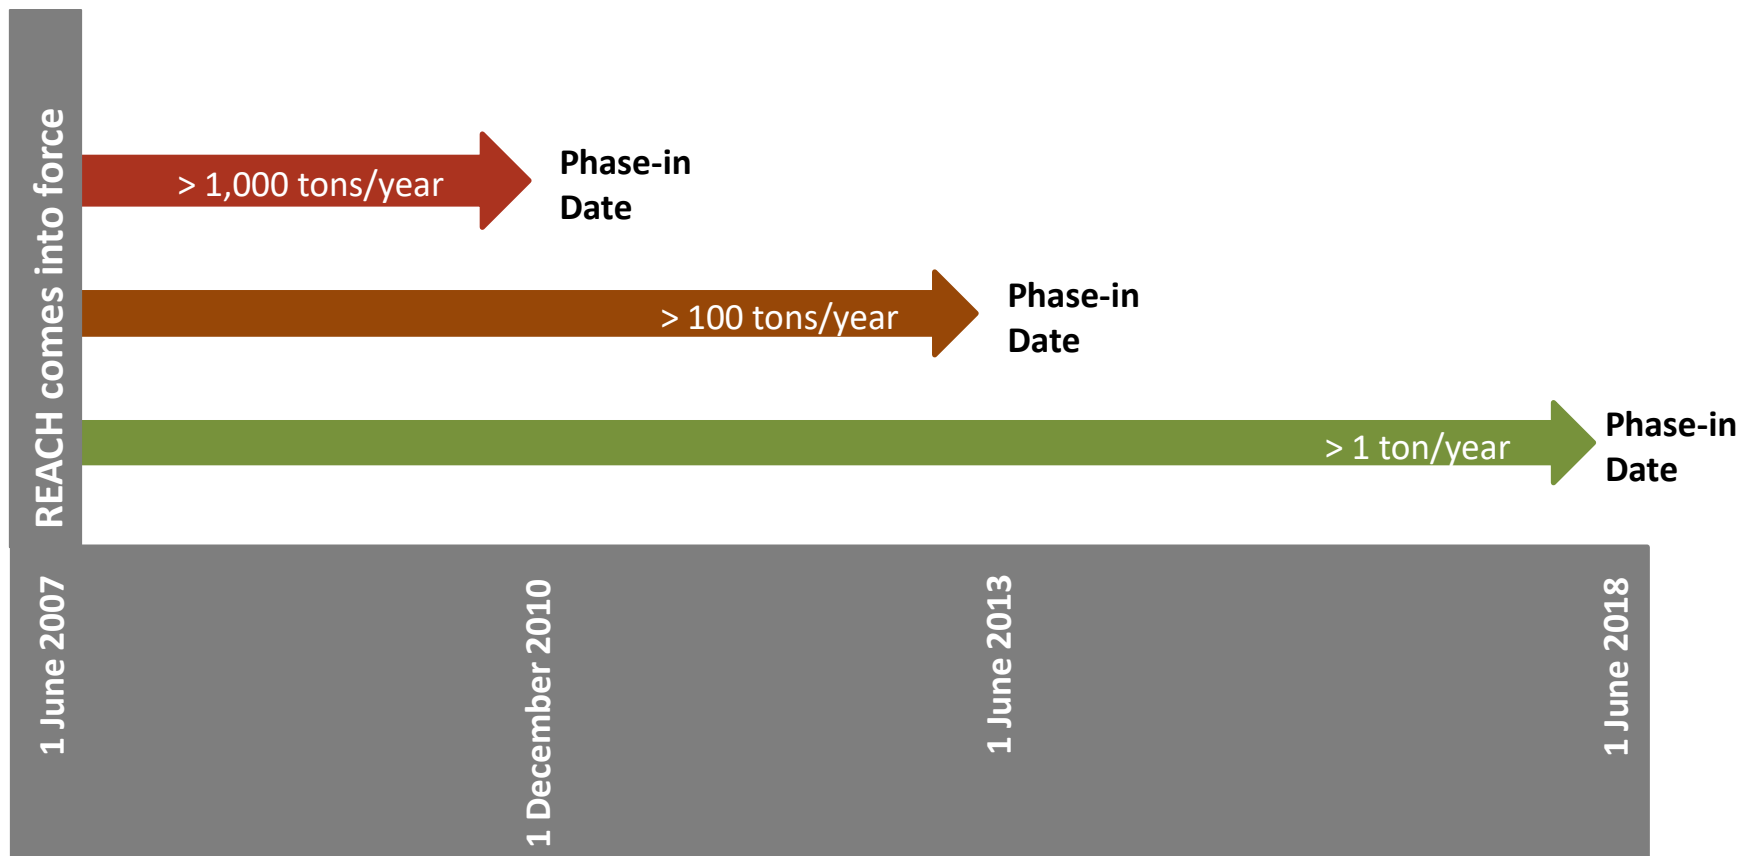 REACH comes into force
> 1,000 tons/year
Phase-in
Date
> 100 tons/year
Phase-in
Date
> 1 ton/year
Phase-in
Date
1 June 2007
1 December 2010
1 June 2013
1 June 2018